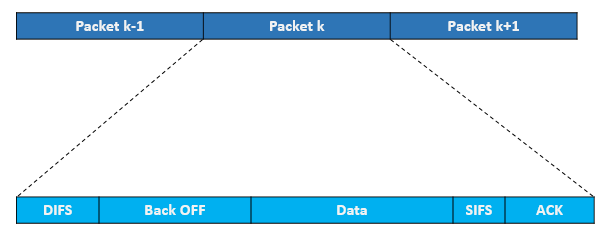 Packet k-1 Packet k Packet k+1
DIFS Back OFF Data SIFS ACK